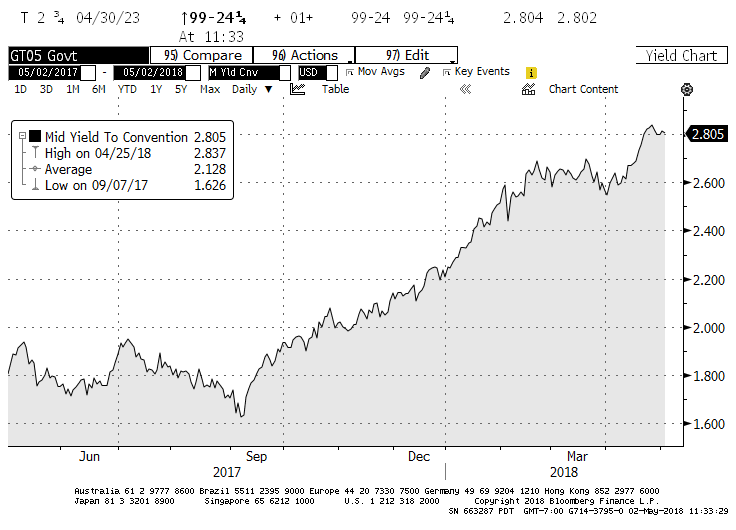 T 2 ¾ 04/30/23 ↑99-24¼ + 01+ 99-24 99-24¼ 2.804 2.802
At 11:33
GT05 Govt 95) Compare 96) Actions 97) Edit Yield Chart
05/02/2017 - 05/02/2018 M Yld Cnv USD Mov Avgs Key Events i
1D 3D 1M 6M YTD 1Y 5Y Max Daily ▼ Table « Chart Content
Mid Yield To Convention 2.805
High on 04/25/18 2.837
Average 2.128
Low on 09/07/17 1.626
2.805
2.600
2.400
2.200
2.000
1.800
1.600
Jun Sep Dec Mar
2017 2018
Australia 61 2 9777 8600 Brazil 5511 2395 9000 Europe 44 20 7330 7500 Germany 49 69 9204 1210 Hong Kong 852 2977 6000
Japan 81 3 3201 8900 Singapore 65 6212 1000 U.S. 1 212 318 2000 Copyright 2018 Bloomberg Finance L.P.
SN 663287 PDT GMT-7:00 G714-3795-0 02-May-2018 11:33:29